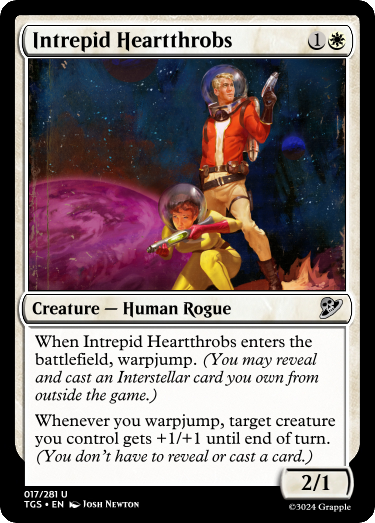 Intrepid Heartthrobs 1
Creature — Human Rogue
When Intrepid Heartthrobs enters the
battlefield, warpjump. (You may reveal
and cast an Interstellar card you own from
outside the game.)
Whenever you warpjump, target creature
you control gets +1/+1 until end of turn.
(You don't have to reveal or cast a card.)
2/1
017/281 U
TGS • EN Josh Newton
©3024 Grapple